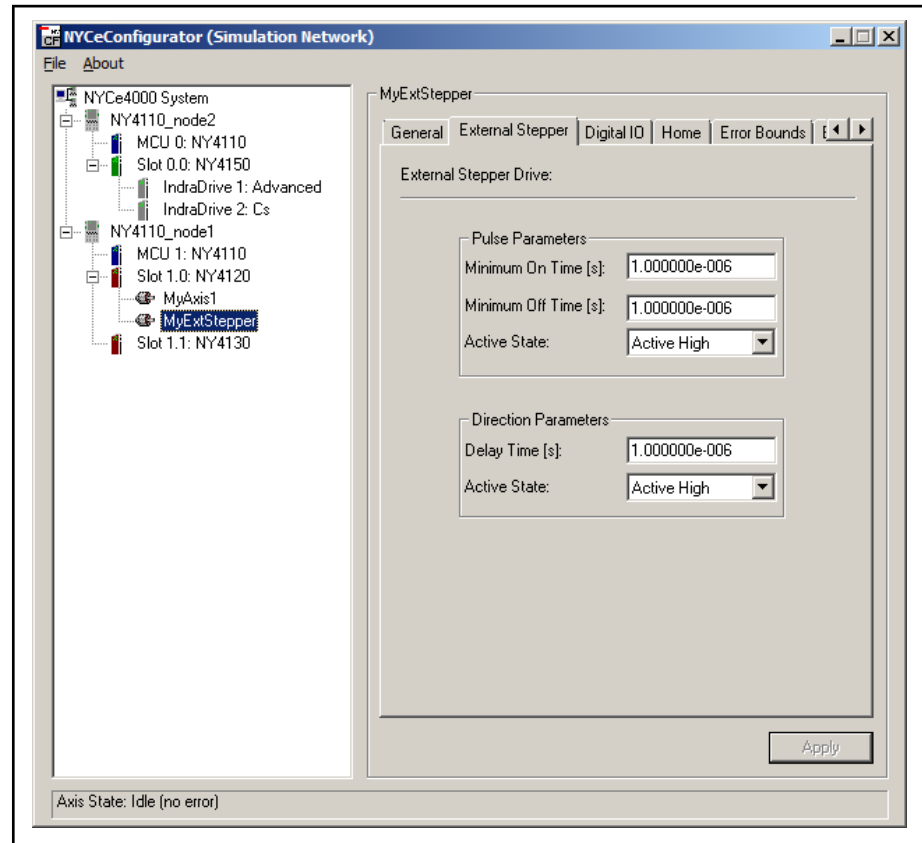 NYCeConfigurator (Simulation Network)
File About
NYCe4000 System
NY4110_node2
MCU 0: NY4110
Slot 0.0: NY4150
IndraDrive 1: Advanced
IndraDrive 2: Cs
NY4110_node1
MCU 1: NY4110
Slot 1.0: NY4120
MyAxis1
MyExtStepper
Slot 1.1: NY4130
MyExtStepper
General External Stepper Digital IO Home Error Bounds
External Stepper Drive:
Pulse Parameters
Minimum On Time [s]: 1.000000e-006
Minimum Off Time [s]: 1.000000e-006
Active State: Active High
Direction Parameters
Delay Time [s]: 1.000000e-006
Active State: Active High
Apply
Axis State: Idle (no error)